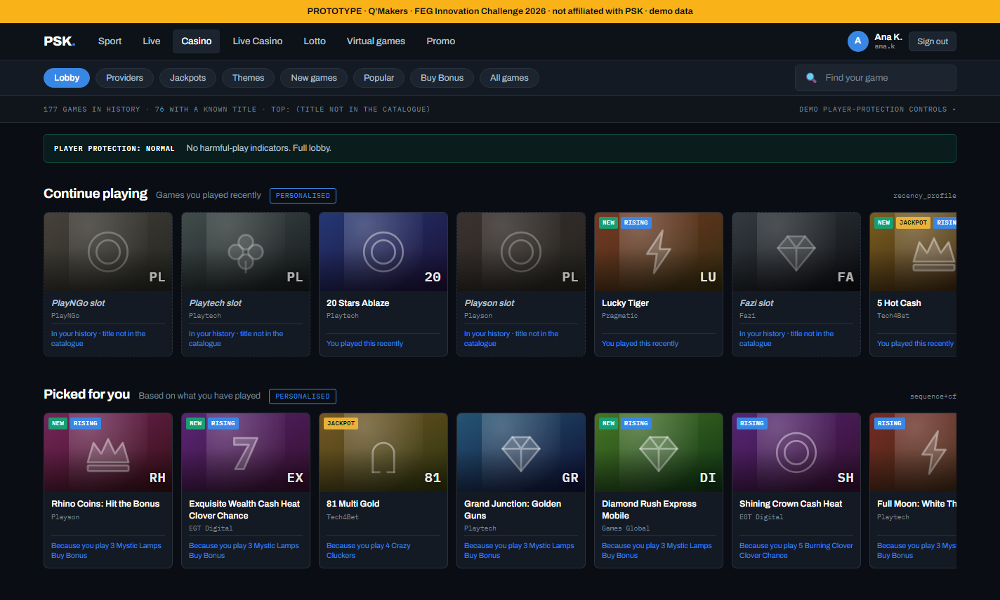 PROTOTYPE · Q'Makers · FEG Innovation Challenge 2026 · not affiliated with PSK · demo data
PSK. Sport Live Casino Live Casino Lotto Virtual games Promo A Ana K. Sign out
ana.k
Lobby Providers Jackpots Themes New games Popular Buy Bonus All games Find your game
177 GAMES IN HISTORY · 76 WITH A KNOWN TITLE · TOP: (TITLE NOT IN THE CATALOGUE) DEMO PLAYER-PROTECTION CONTROLS
PLAYER PROTECTION: NORMAL No harmful-play indicators. Full lobby.
Continue playing Games you played recently PERSONALISED recency_profile
PL
PlayNGo slot
PlayNGo
In your history · title not in the
catalogue
PL
Playtech slot
Playtech
In your history · title not in the
catalogue
20
20 Stars Ablaze
Playtech
You played this recently
PL
Playson slot
Playson
In your history · title not in the
catalogue
NEW RISING
LU
Lucky Tiger
Pragmatic
You played this recently
FA
Fazi slot
Fazi
In your history · title not in the
catalogue
NEW JACKPOT RISIN
5 Hot Cash
Tech4Bet
You played this recently
Picked for you Based on what you have played PERSONALISED sequence+cf
NEW RISING
RH
Rhino Coins: Hit the Bonus
Playson
Because you play 3 Mystic Lamps
Buy Bonus
NEW RISING
7
EX
Exquisite Wealth Cash Heat
Clover Chance
EGT Digital
Because you play 3 Mystic Lamps
Buy Bonus
JACKPOT
81
81 Multi Gold
Tech4Bet
Because you play 4 Crazy
Cluckers
GR
Grand Junction: Golden
Guns
Playtech
Because you play 3 Mystic Lamps
Buy Bonus
NEW RISING
DI
Diamond Rush Express
Mobile
Games Global
Because you play 3 Mystic Lamps
Buy Bonus
RISING
SH
Shining Crown Cash Heat
EGT Digital
Because you play 5 Burning Clover
Clover Chance
RISING
Full Moon: White Th
Playtech
Because you play 3 Myst
Buy Bonus